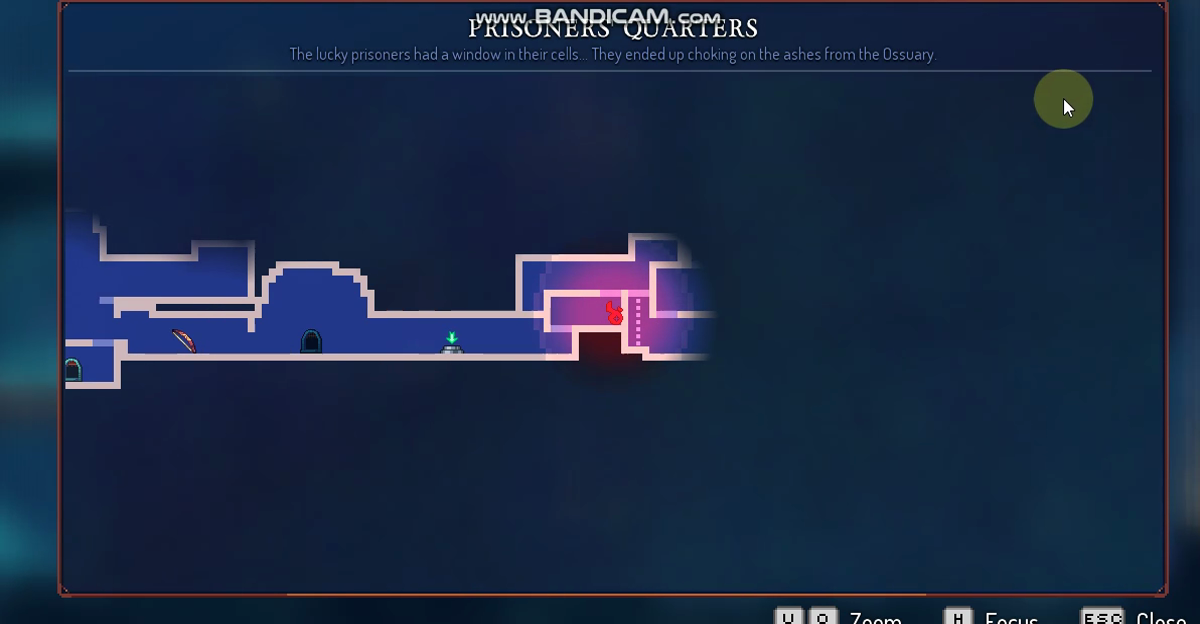 www.BANDICAM.com
PRISONERS' QUARTERS
The lucky prisoners had a window in their cells... They ended up choking on the ashes from the Ossuary.
Zoom Focus ESC Close